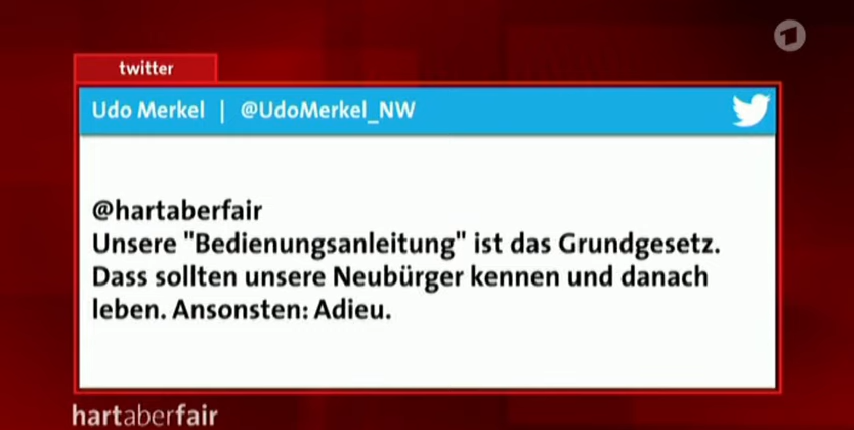 twitter
Udo Merkel | @UdoMerkel_NW
@hartaberfair
Unsere "Bedienungsanleitung" ist das Grundgesetz.
Dass sollten unsere Neubürger kennen und danach
leben. Ansonsten: Adieu.
hartaberfair